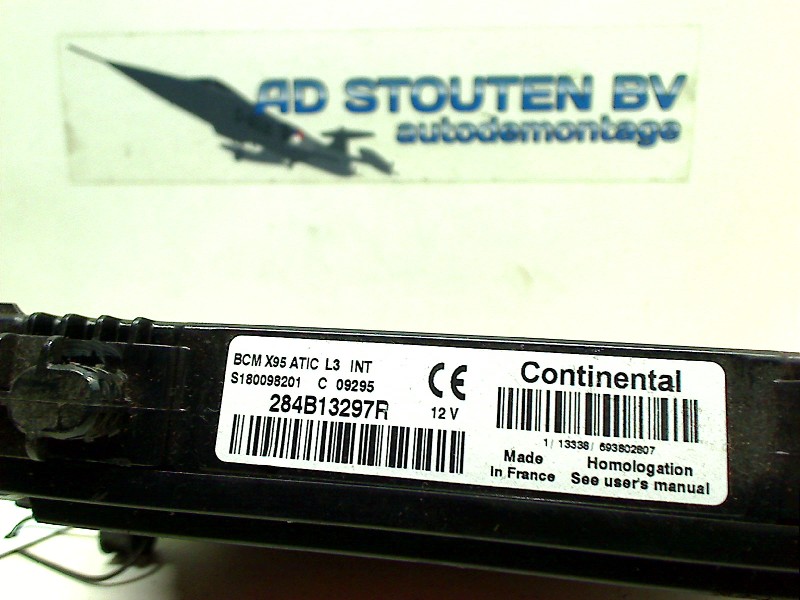 AD STOUTEN BV
autodemontage
BCM X95 ATIC L3 INT
S180098201 C 09295
284B13297R
CE
12 V
Continental
1/ 13338/ 693802807
Made
in France
Homologation
See user's manual